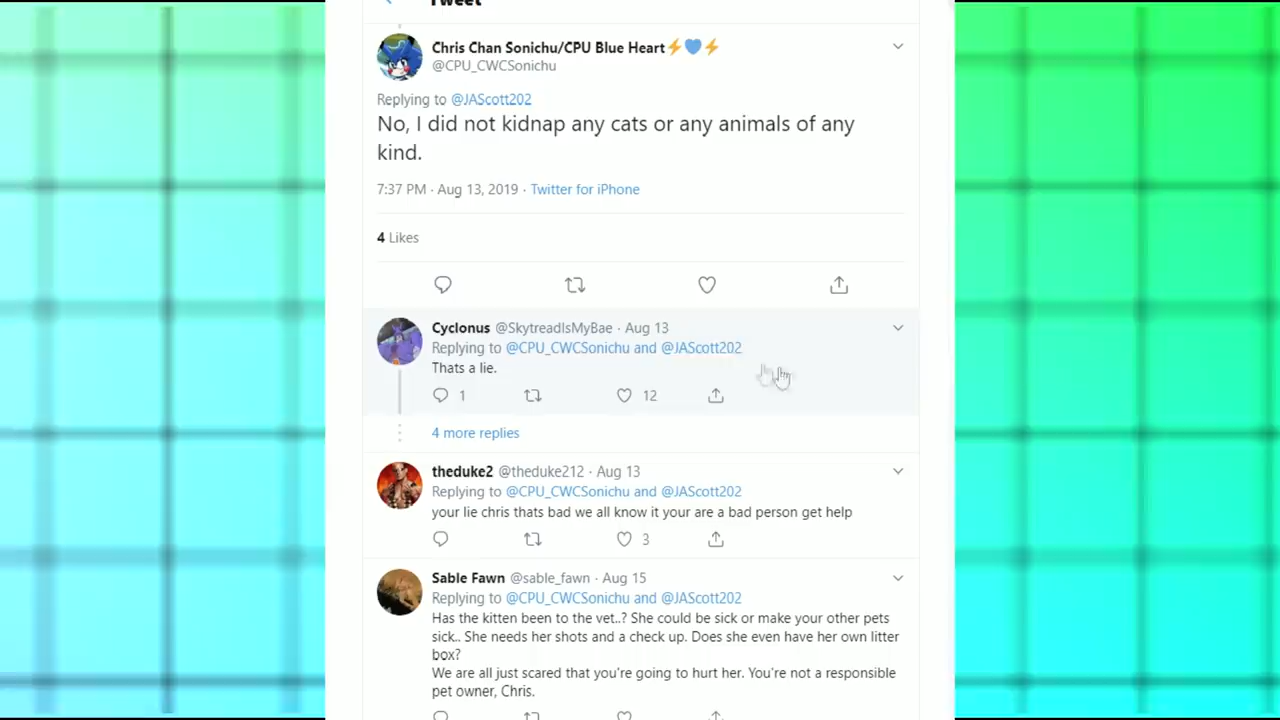 Tweet
Chris Chan Sonichu/CPU Blue Heart⚡💙⚡
@CPU_CWCSonichu
Replying to @JAScott202
No, I did not kidnap any cats or any animals of any
kind.
7:37 PM · Aug 13, 2019 · Twitter for iPhone
4 Likes
Cyclonus @SkytreadIsMyBae · Aug 13
Replying to @CPU_CWCSonichu and @JAScott202
Thats a lie.
1 12
4 more replies
theduke2 @theduke212 · Aug 13
Replying to @CPU_CWCSonichu and @JAScott202
your lie chris thats bad we all know it your are a bad person get help
3
Sable Fawn @sable_fawn · Aug 15
Replying to @CPU_CWCSonichu and @JAScott202
Has the kitten been to the vet..? She could be sick or make your other pets
sick.. She needs her shots and a check up. Does she even have her own litter
box?
We are all just scared that you're going to hurt her. You're not a responsible
pet owner, Chris.